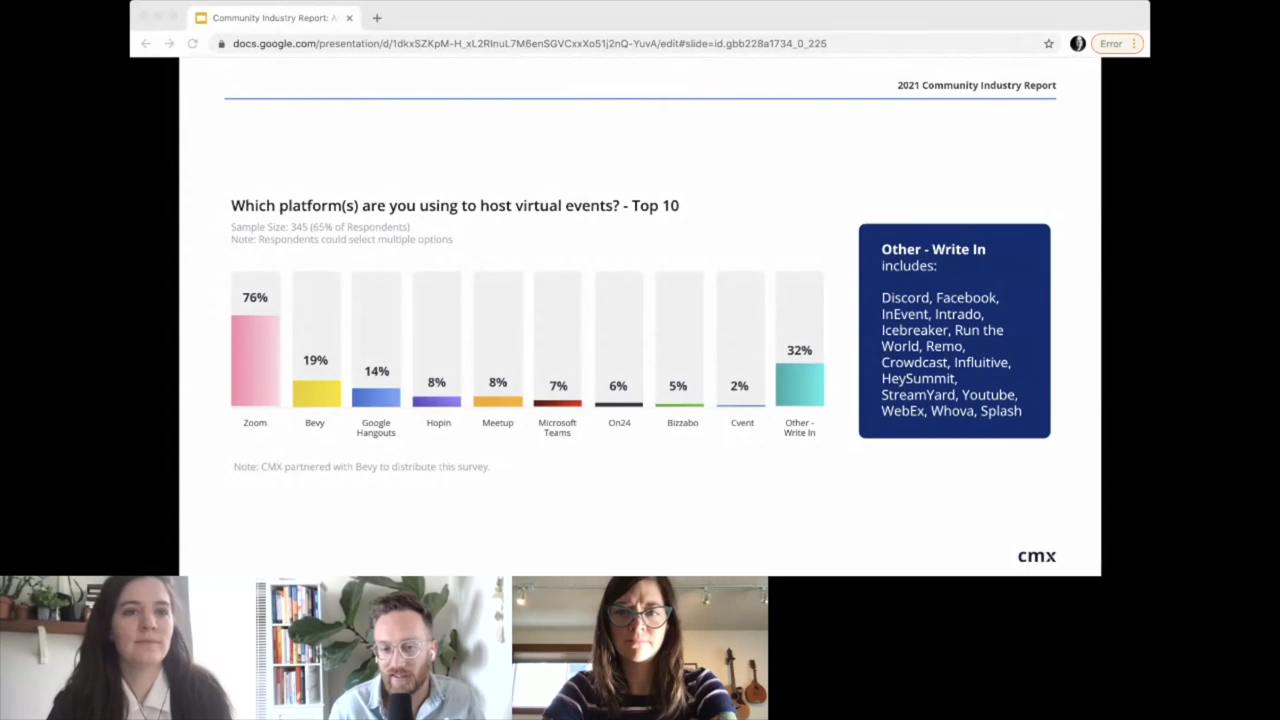 Community Industry Report: A
docs.google.com/presentation/d/1dkxSZKpM-H_xL2RInuL7M6enSGVCxxXo51j2nQ-YuvA/edit#slide=id.gbb228a1734_0_225
Error
2021 Community Industry Report
Which platform(s) are you using to host virtual events? - Top 10
Sample Size: 345 (65% of Respondents)
Note: Respondents could select multiple options
76%
19%
14%
8%
8%
7%
6%
5%
2%
32%
Zoom
Bevy
Google
Hangouts
Hopin
Meetup
Microsoft
Teams
On24
Bizzabo
Cvent
Other -
Write In
Other - Write In
includes:
Discord, Facebook,
InEvent, Intrado,
Icebreaker, Run the
World, Remo,
Crowdcast, Influitive,
HeySummit,
StreamYard, Youtube,
WebEx, Whova, Splash
Note: CMX partnered with Bevy to distribute this survey.
cmx